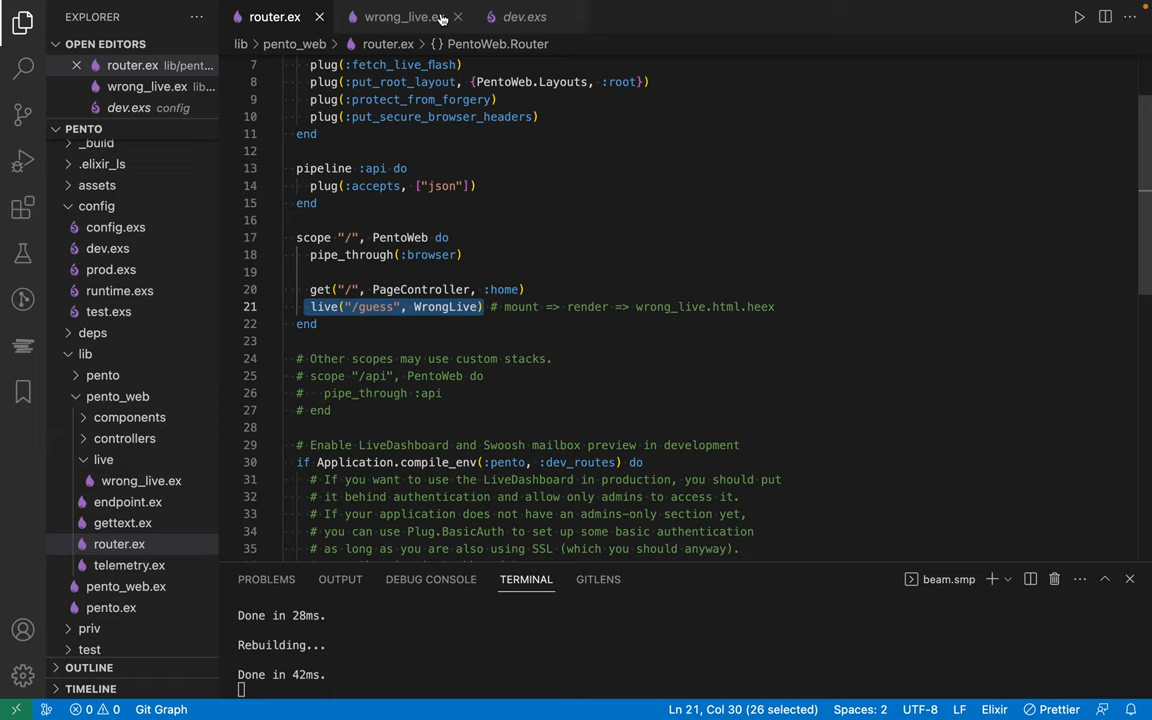 EXPLORER
router.ex
wrong_live.ex
dev.exs
OPEN EDITORS
lib > pento_web > router.ex > {} PentoWeb.Router
router.ex lib/pent...
wrong_live.ex lib...
dev.exs config
PENTO
_build
.elixir_ls
assets
config
config.exs
dev.exs
prod.exs
runtime.exs
test.exs
deps
lib
pento
pento_web
components
controllers
live
wrong_live.ex
endpoint.ex
gettext.ex
router.ex
telemetry.ex
pento_web.ex
pento.ex
priv
test
OUTLINE
TIMELINE
7 plug(:fetch_live_flash)
8 plug(:put_root_layout, {PentoWeb.Layouts, :root})
9 plug(:protect_from_forgery)
10 plug(:put_secure_browser_headers)
11 end
12
13 pipeline :api do
14 plug(:accepts, ["json"])
15 end
16
17 scope "/", PentoWeb do
18 pipe_through(:browser)
19
20 get("/", PageController, :home)
21 live("/guess", WrongLive) # mount => render => wrong_live.html.heex
22 end
23
24 # Other scopes may use custom stacks.
25 # scope "/api", PentoWeb do
26 # pipe_through :api
27 # end
28
29 # Enable LiveDashboard and Swoosh mailbox preview in development
30 if Application.compile_env(:pento, :dev_routes) do
31 # If you want to use the LiveDashboard in production, you should put
32 # it behind authentication and allow only admins to access it.
33 # If your application does not have an admins-only section yet,
34 # you can use Plug.BasicAuth to set up some basic authentication
35 # as long as you are also using SSL (which you should anyway).
PROBLEMS OUTPUT DEBUG CONSOLE TERMINAL GITLENS beam.smp
Done in 28ms.
Rebuilding...
Done in 42ms.
0 0 Git Graph Ln 21, Col 30 (26 selected) Spaces: 2 UTF-8 LF Elixir Prettier